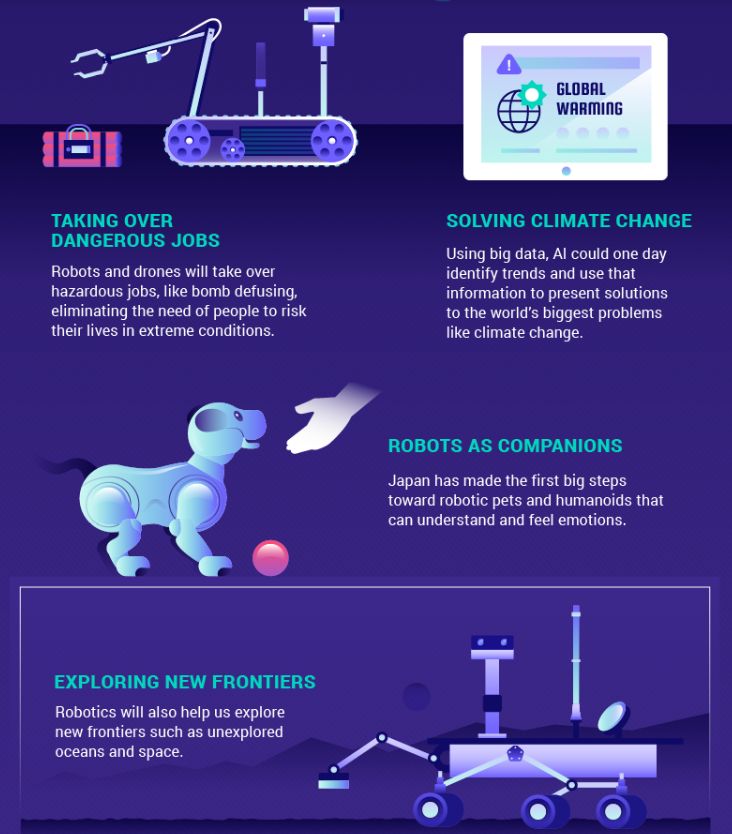 !
GLOBAL
WARMING
TAKING OVER
DANGEROUS JOBS
Robots and drones will take over
hazardous jobs, like bomb defusing,
eliminating the need of people to risk
their lives in extreme conditions.
SOLVING CLIMATE CHANGE
Using big data, AI could one day
identify trends and use that
information to present solutions
to the world's biggest problems
like climate change.
ROBOTS AS COMPANIONS
Japan has made the first big steps
toward robotic pets and humanoids that
can understand and feel emotions.
EXPLORING NEW FRONTIERS
Robotics will also help us explore
new frontiers such as unexplored
oceans and space.